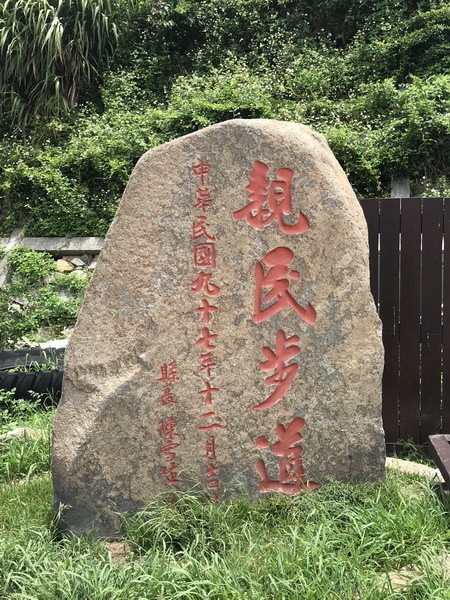 親民步道
中華民國九十七年十二月
縣長 陳雪生